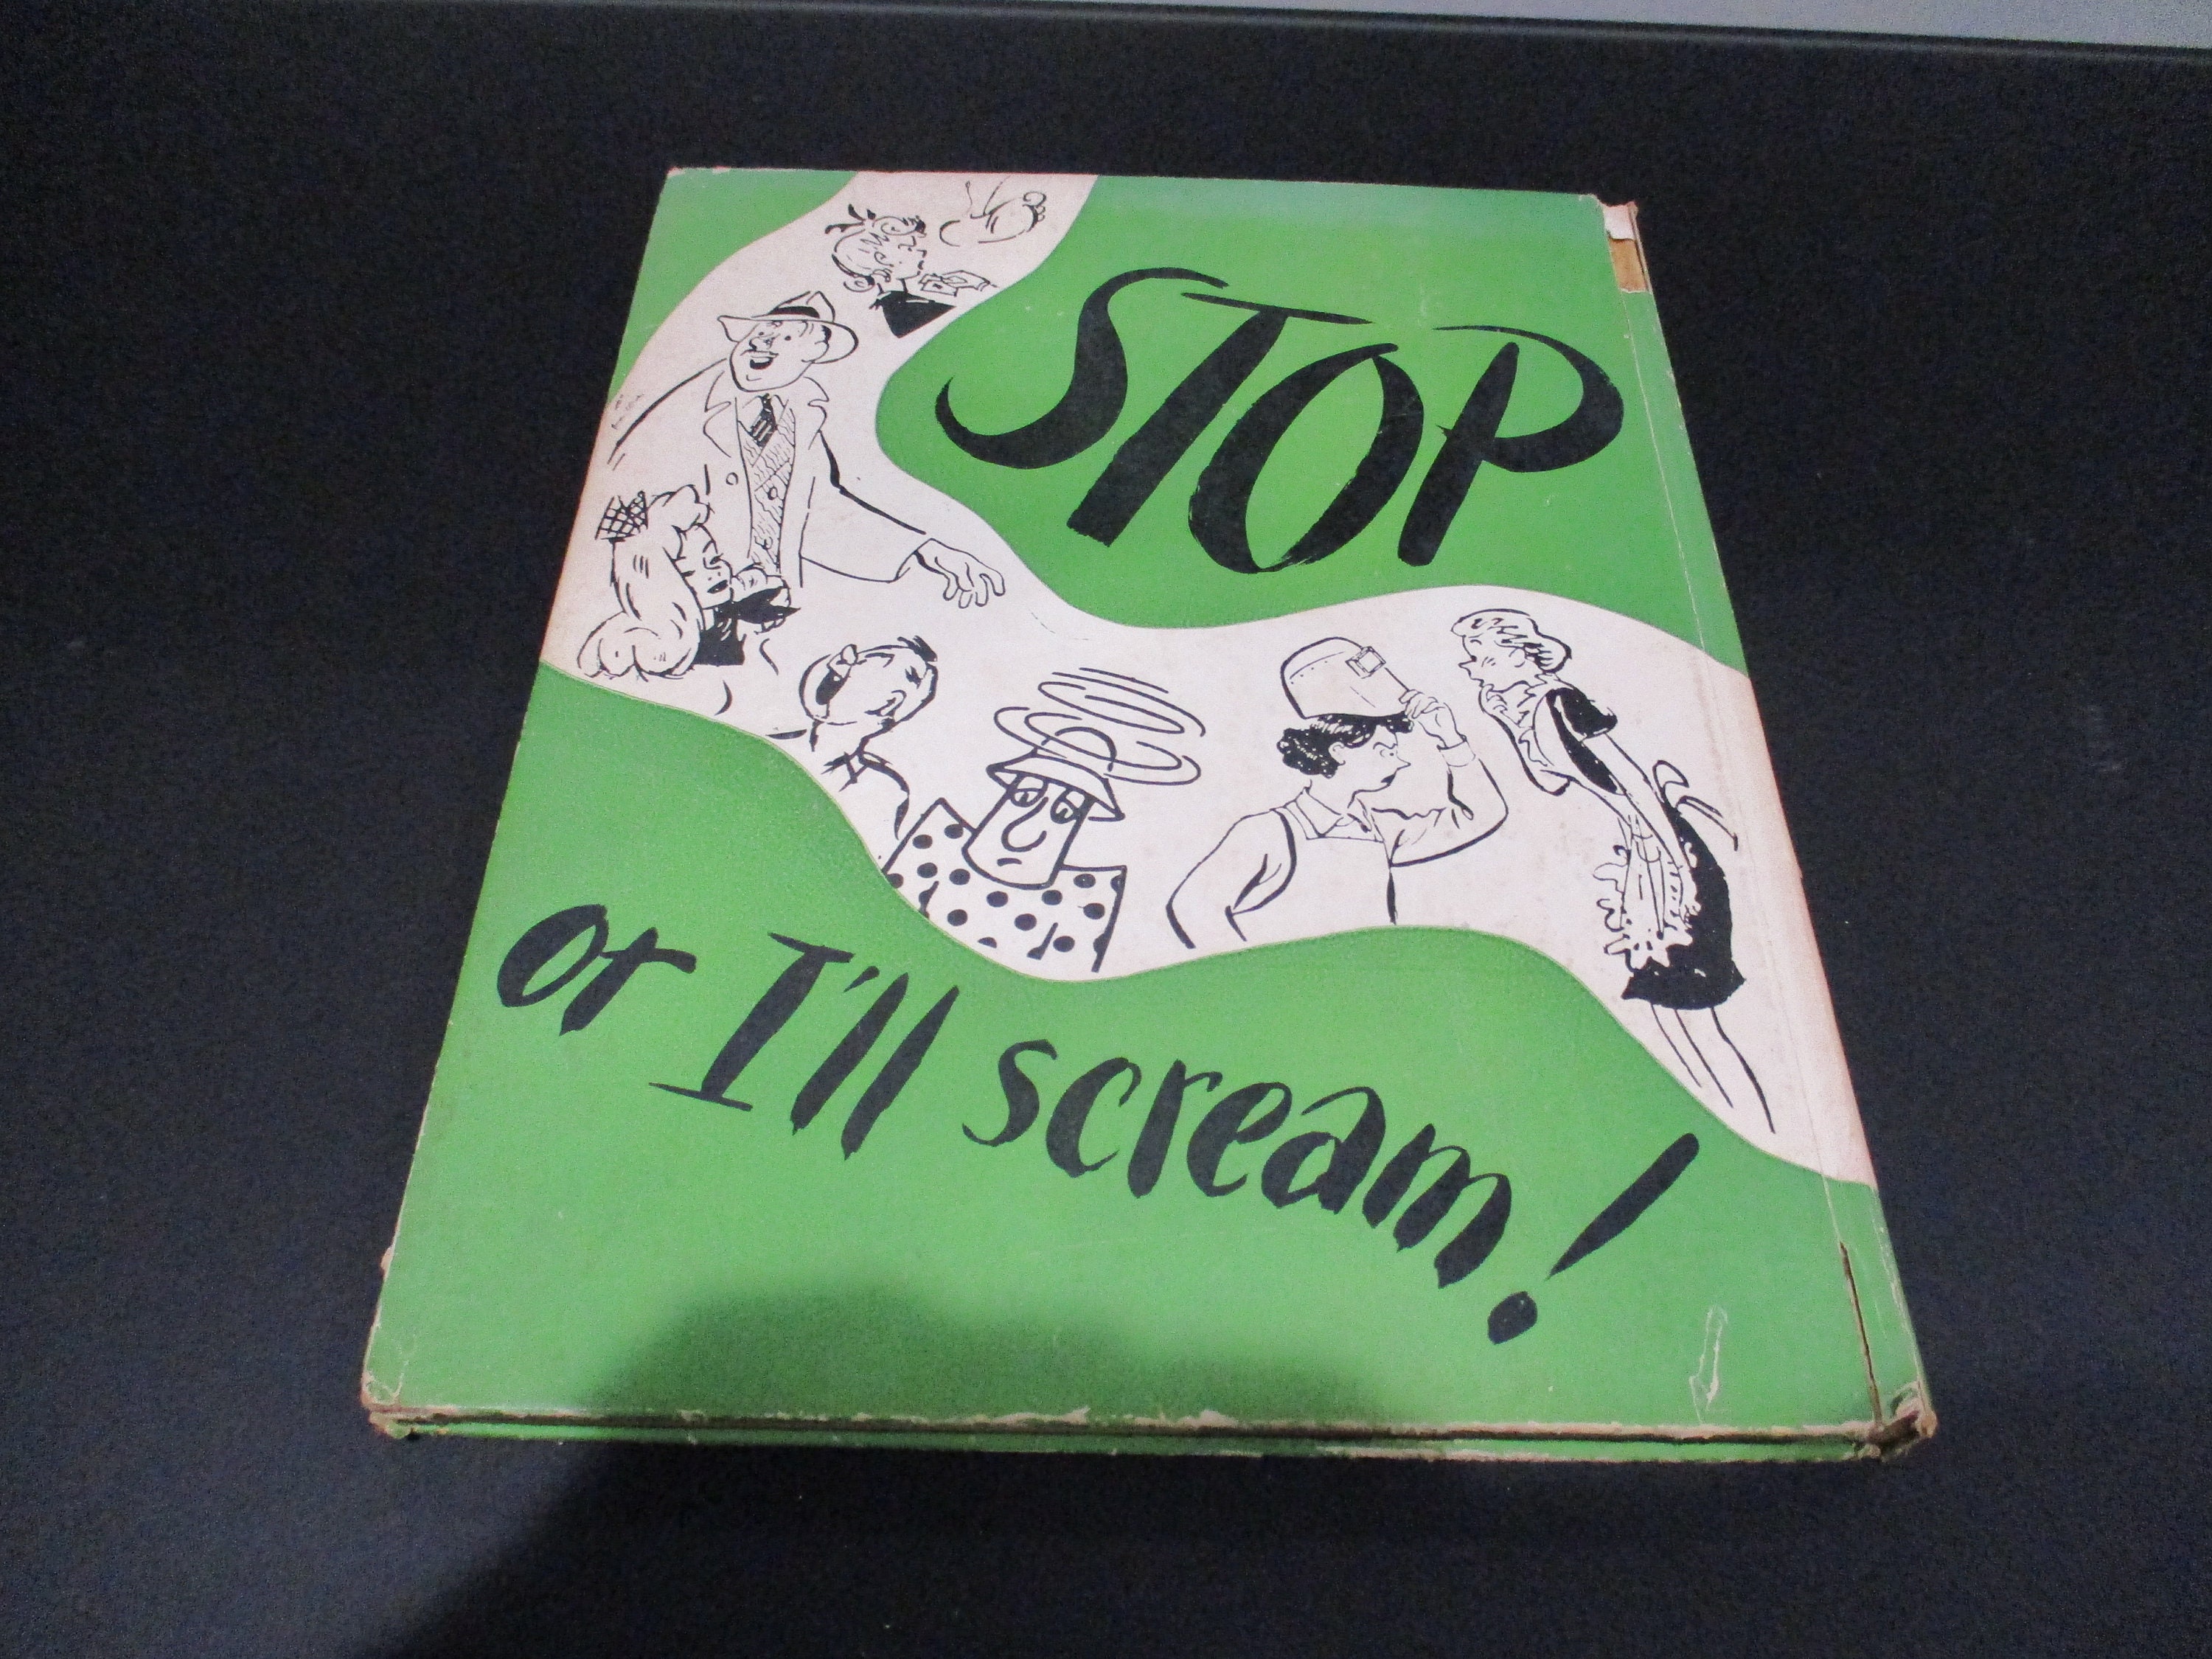 STOP
or I'll scream!